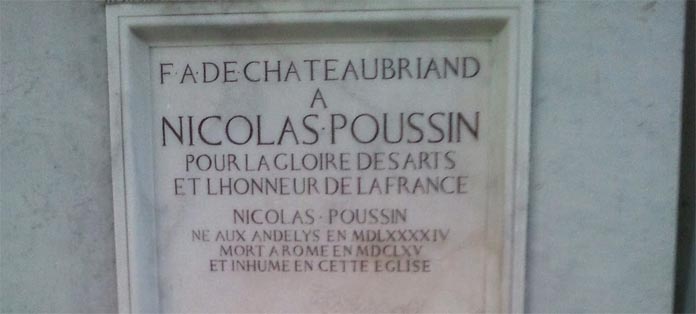 F·A·DE CHATEAUBRIAND
A
NICOLAS·POUSSIN
POUR LA GLOIRE DES ARTS
ET LHONNEUR DE LA FRANCE
NICOLAS·POUSSIN
NE AUX ANDELYS EN MDLXXXXIV
MORT A ROME EN MDCLXV
ET INHUME EN CETTE EGLISE